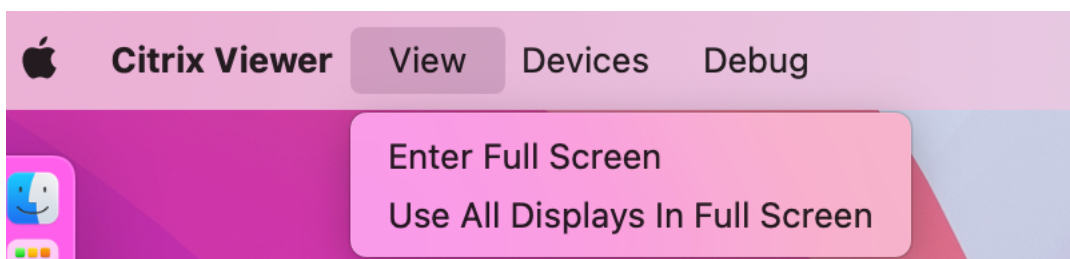 Citrix Viewer View Devices Debug
Enter Full Screen
Use All Displays In Full Screen